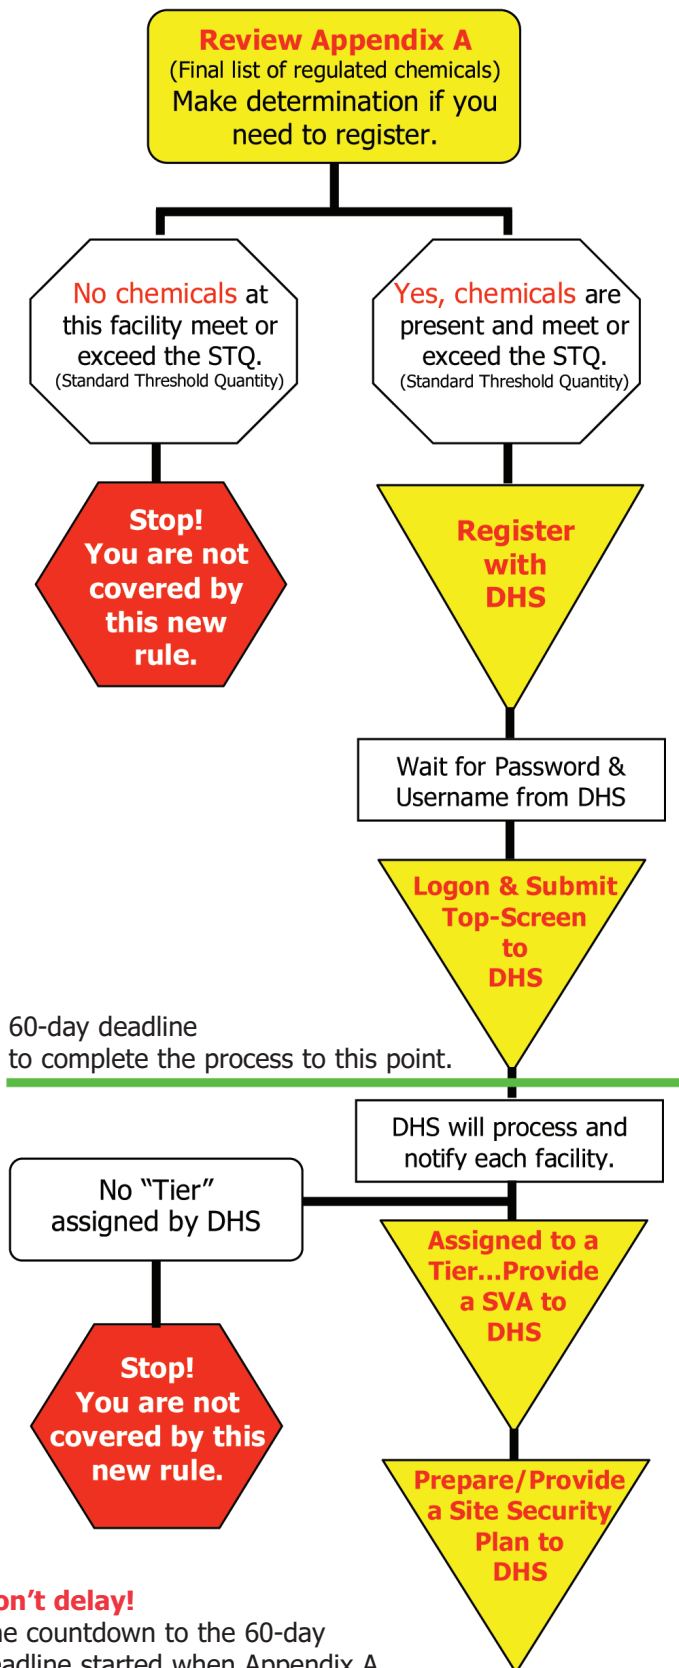 Review Appendix A
(Final list of regulated chemicals)
Make determination if you
need to register.
No chemicals at
this facility meet or
exceed the STQ.
(Standard Threshold Quantity)
Yes, chemicals are
present and meet or
exceed the STQ.
(Standard Threshold Quantity)
Stop!
You are not
covered by
this new
rule.
Register
with
DHS
Wait for Password &
Username from DHS
Logon & Submit
Top-Screen
to
DHS
60-day deadline
to complete the process to this point.
DHS will process and
notify each facility.
No “Tier”
assigned by DHS
Assigned to a
Tier...Provide
a SVA to
DHS
Stop!
You are not
covered by this
new rule.
Prepare/Provide
a Site Security
Plan to
DHS
on’t delay!
he countdown to the 60-day
eadline started when Appendix A